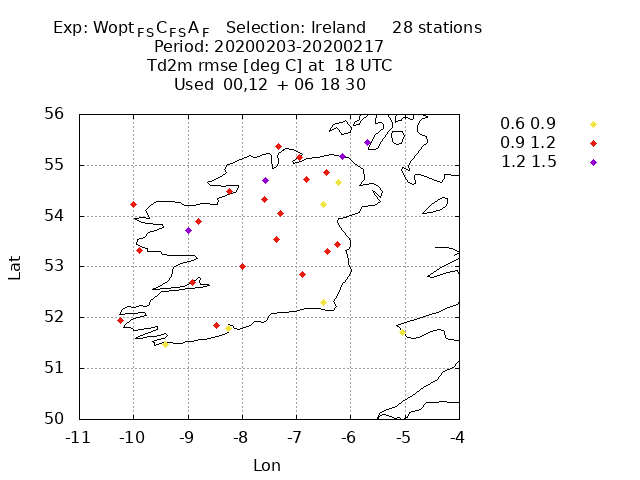 Exp: Wopt FS C FS A F   Selection: Ireland   28 stations
Period: 20200203-20200217
Td2m rmse [deg C] at 18 UTC
Used 00,12 + 06 18 30
0.6 0.9
0.9 1.2
1.2 1.5
56
55
54
53
52
51
50
Lat
-11 -10 -9 -8 -7 -6 -5 -4
Lon